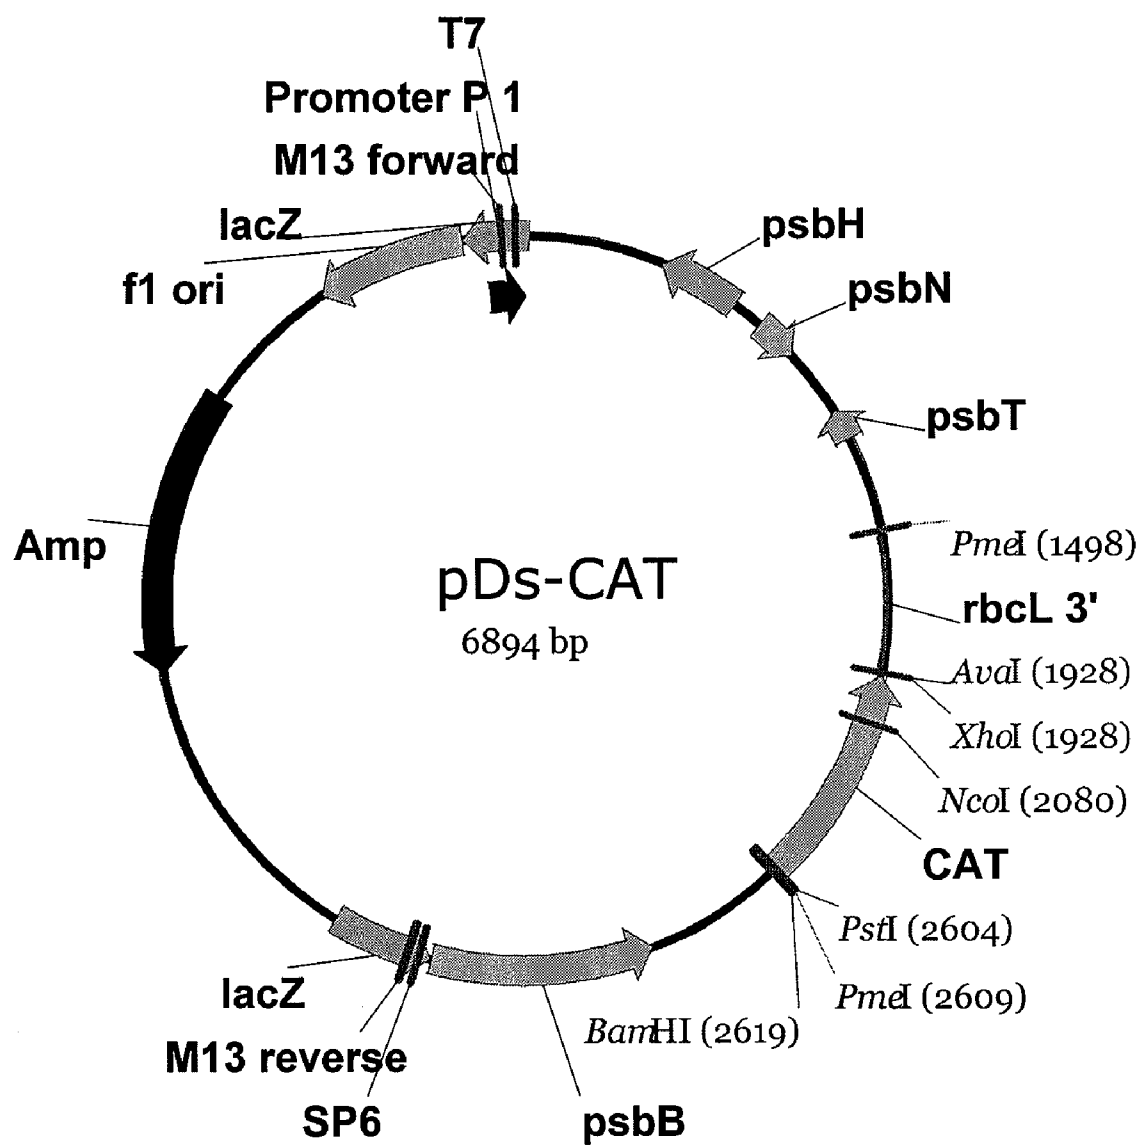 T7
Promoter P 1
M13 forward
lacZ
f1 ori
psbH
psbN
psbT
Amp
PmeI (1498)
pDs-CAT
6894 bp
rbcL 3'
AvaI (1928)
XhoI (1928)
NcoI (2080)
CAT
PstI (2604)
PmeI (2609)
BamHI (2619)
lacZ
M13 reverse
SP6
psbB